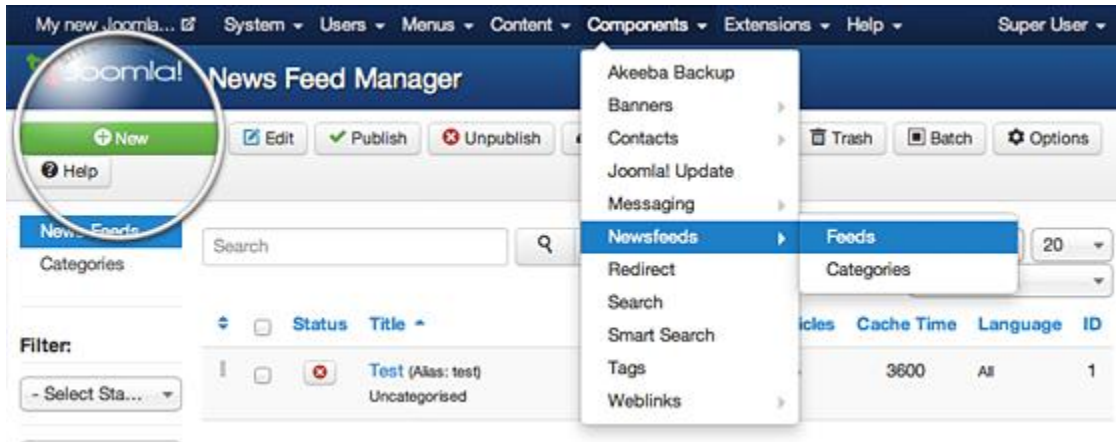 My new Joomla... System Users Menus Content Components Extensions Help Super User
Joomla! News Feed Manager
New Edit Publish Unpublish Trash Batch Options
Help
Akeeba Backup
Banners
Contacts
Joomla! Update
Messaging
Newsfeeds
Redirect
Search
Smart Search
Tags
Weblinks
Feeds
Categories
News Feeds
Categories
Search
20
Filter:
- Select Sta...
Status Title Cache Time Language ID
Test (Alias: test) 3600 All 1
Uncategorised